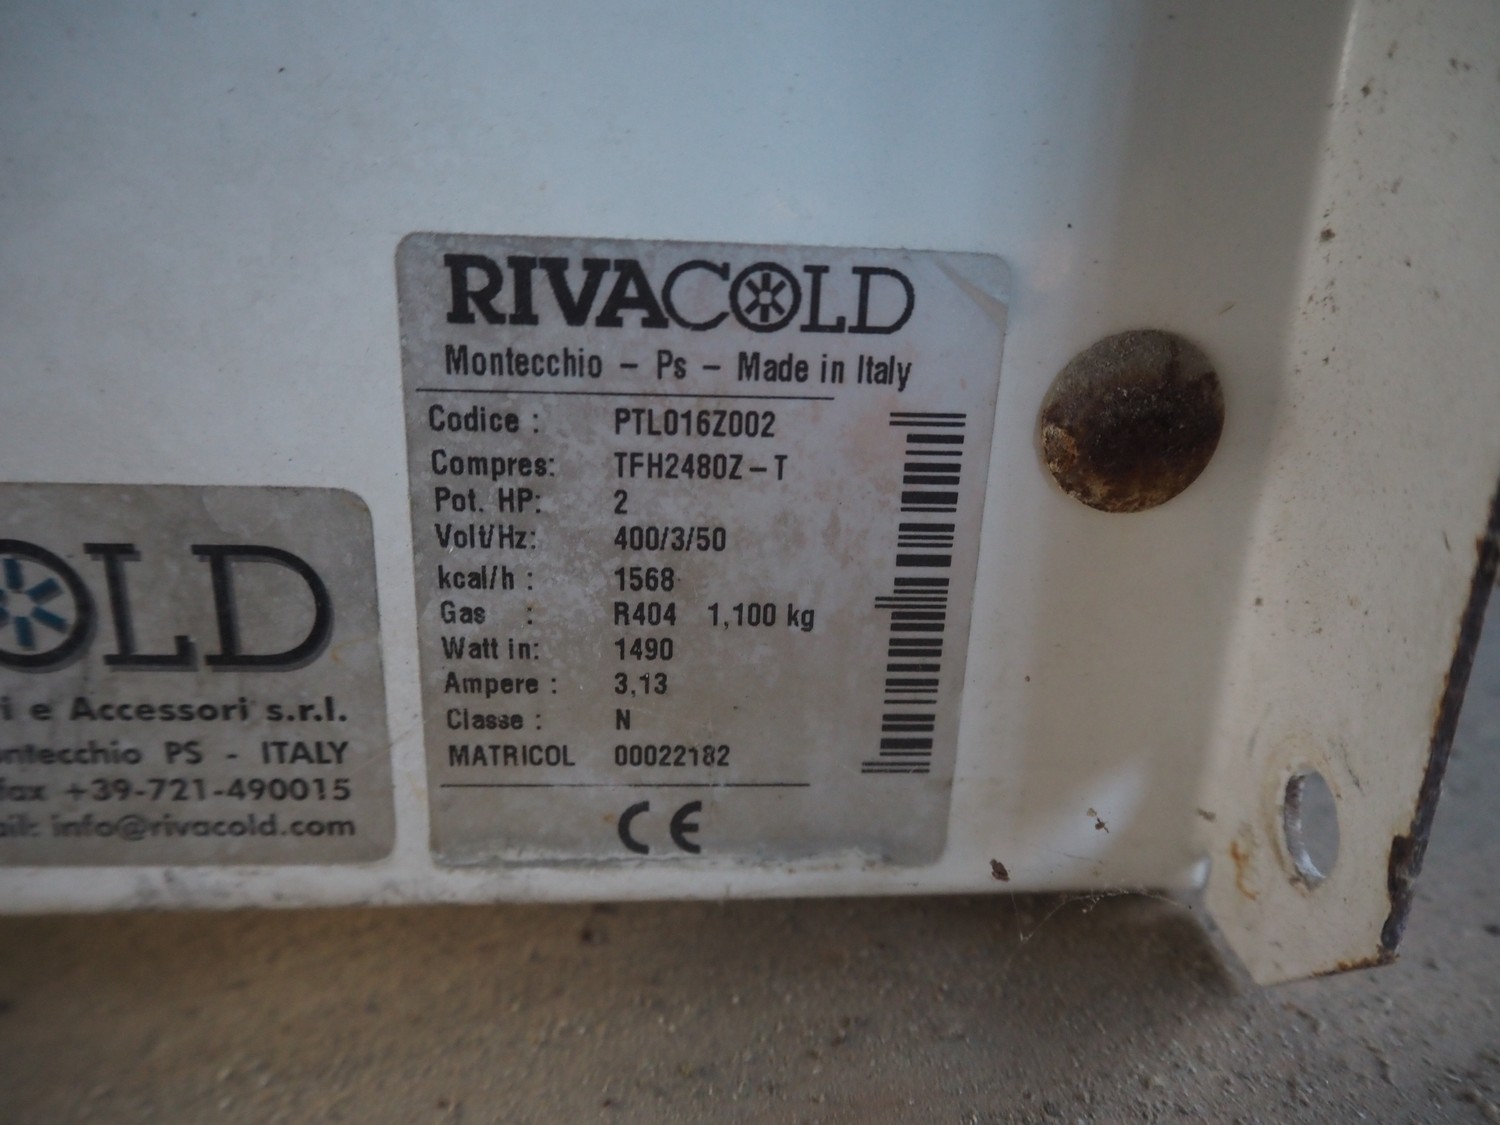 RIVACOLD
Montecchio – Ps – Made in Italy
Codice : PTL016Z002
Compres: TFH2480Z – T
Pot. HP: 2
Volt/Hz: 400/3/50
kcal/h : 1568
Gas : R404 1,100 kg
Watt in: 1490
Ampere : 3,13
Classe : N
MATRICOL 00022182
CE
OLD
i e Accessori s.r.l.
ntecchio PS - ITALY
fax +39-721-490015
ail: info@rivacold.com